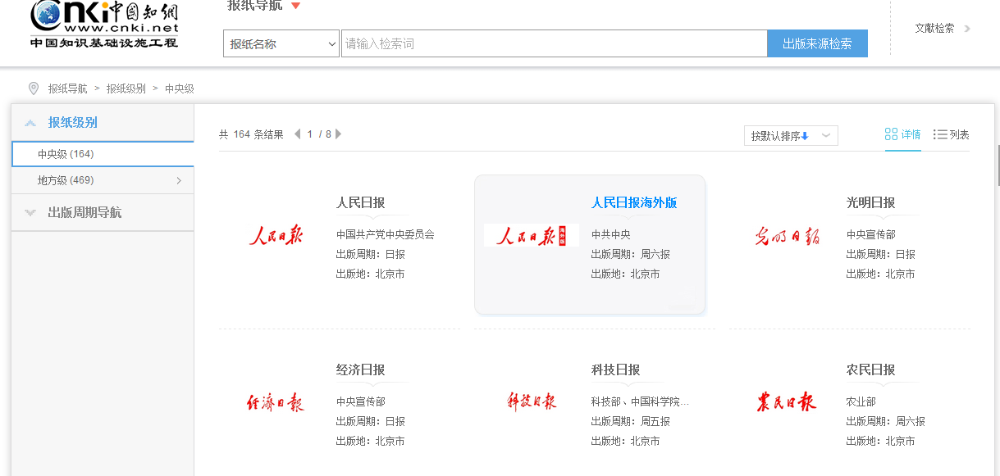 cnki中国知网
www.cnki.net
中国知识基础设施工程
报纸导航
报纸名称
请输入检索词
出版来源检索
文献检索
报纸导航 > 报纸级别 > 中央级
报纸级别
中央级 (164)
地方级 (469)
出版周期导航
共 164 条结果 1 / 8
按默认排序
详情
列表
人民日报
人民日报
中国共产党中央委员会
出版周期：日报
出版地：北京市
人民日报海外版
人民日报海外版
中共中央
出版周期：周六报
出版地：北京市
光明日报
光明日报
中央宣传部
出版周期：日报
出版地：北京市
经济日报
经济日报
中央宣传部
出版周期：日报
出版地：北京市
科技日报
科技日报
科技部、中国科学院...
出版周期：周五报
出版地：北京市
农民日报
农民日报
农业部
出版周期：周六报
出版地：北京市